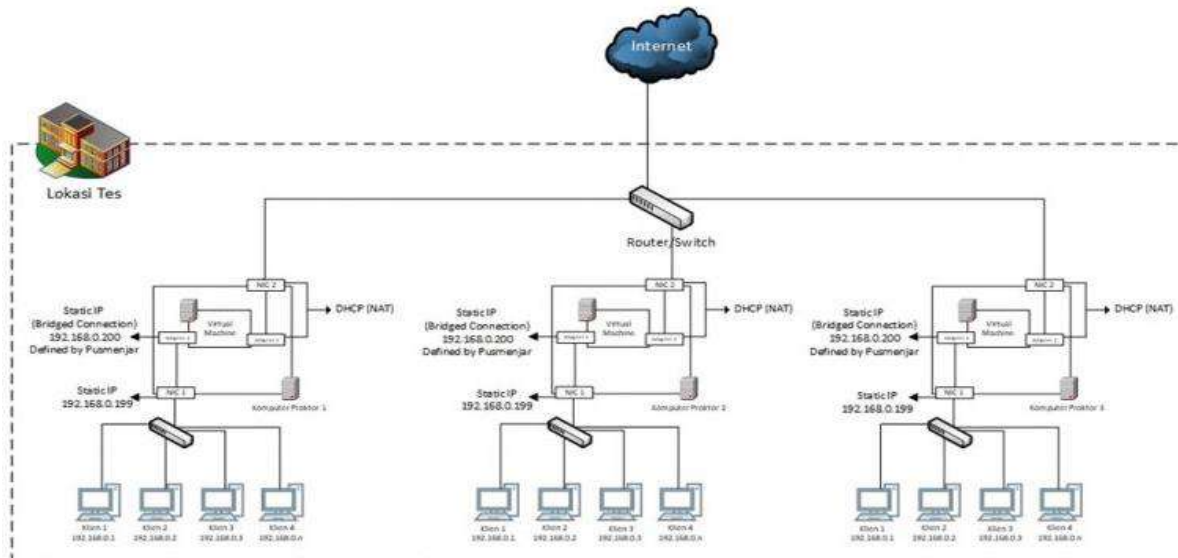 Internet
Lokasi Tes
Router/Switch
NIC 2
DHCP (NAT)
Static IP
(Bridged Connection)
192.168.0.200
Defined by Pusmenjar
Virtual
Machine
Static IP
192.168.0.199
NIC 1
Komputer Proktor 1
Klien 1
192.168.0.1
Klien 2
192.168.0.2
Klien 3
192.168.0.3
Klien 4
192.168.0.n
NIC 2
DHCP (NAT)
Static IP
(Bridged Connection)
192.168.0.200
Defined by Pusmenjar
Virtual
Machine
Static IP
192.168.0.199
NIC 1
Komputer Proktor 2
Klien 1
192.168.0.1
Klien 2
192.168.0.2
Klien 3
192.168.0.3
Klien 4
192.168.0.n
NIC 2
DHCP (NAT)
Static IP
(Bridged Connection)
192.168.0.200
Defined by Pusmenjar
Virtual
Machine
Static IP
192.168.0.199
NIC 1
Komputer Proktor 3
Klien 1
192.168.0.1
Klien 2
192.168.0.2
Klien 3
192.168.0.3
Klien 4
192.168.0.n